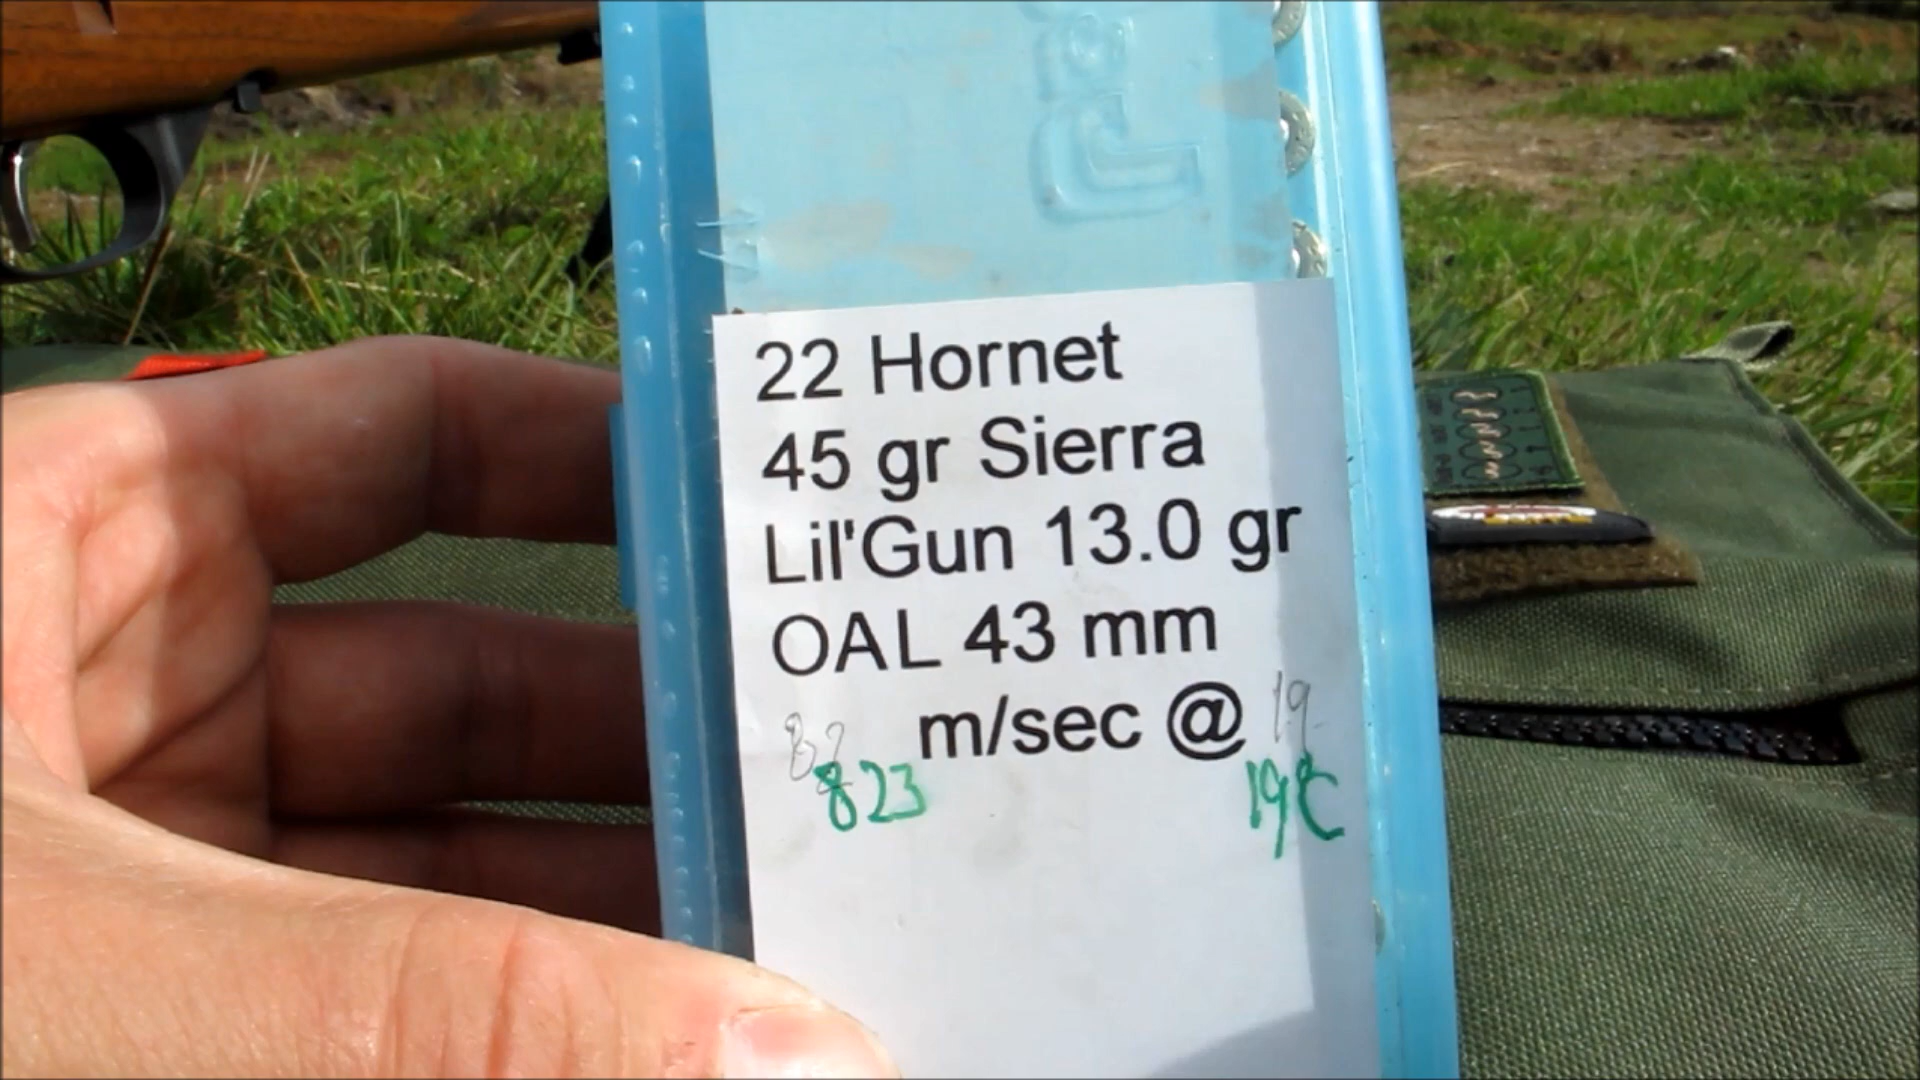 22 Hornet
45 gr Sierra
Lil'Gun 13.0 gr
OAL 43 mm
82 m/sec @ 19
823 19C